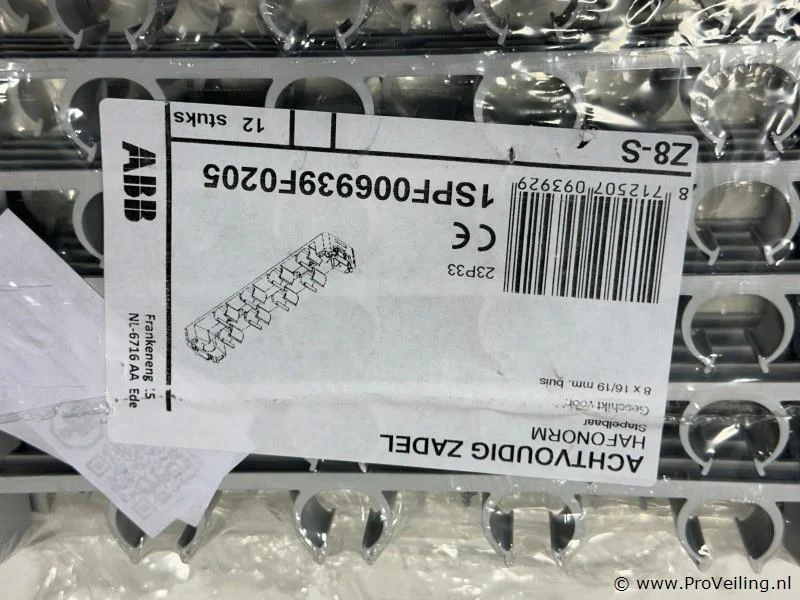 ACHTVOUDIG ZADEL
HAFONORM
Stapelbaar
Geschikt voor:
8 x 16/19 mm. buis
23P33
CE
8 712507 093929
1SPF006939F0205
Z8-S
12 stuks
ABB
Frankeneng 15
NL-6716 AA Ede
© www.ProVeiling.nl